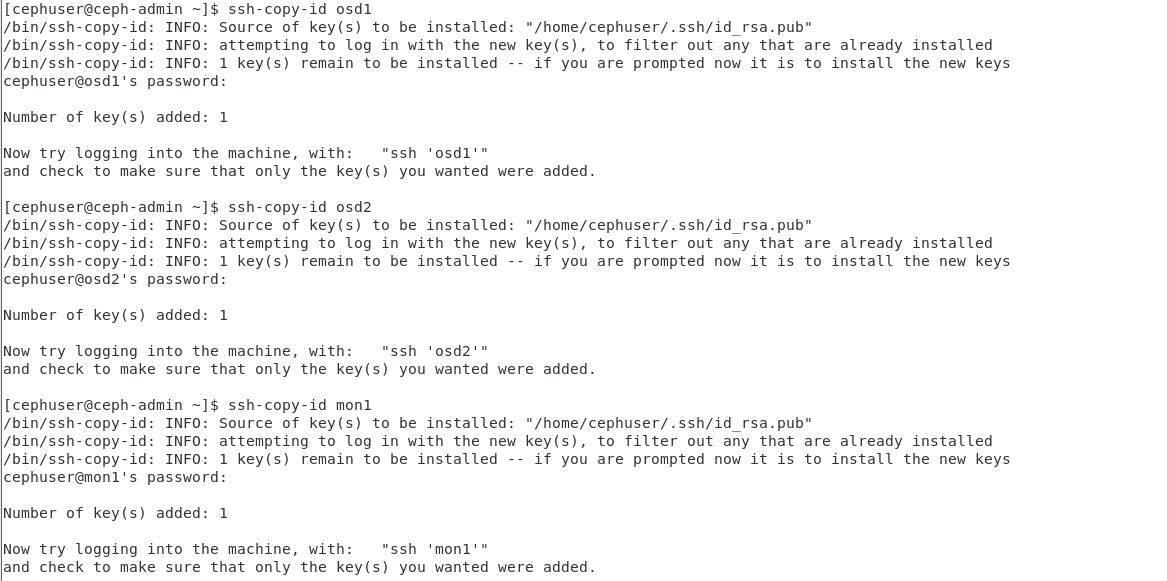 [cephuser@ceph-admin ~]$ ssh-copy-id osd1
/bin/ssh-copy-id: INFO: Source of key(s) to be installed: "/home/cephuser/.ssh/id_rsa.pub"
/bin/ssh-copy-id: INFO: attempting to log in with the new key(s), to filter out any that are already installed
/bin/ssh-copy-id: INFO: 1 key(s) remain to be installed -- if you are prompted now it is to install the new keys
cephuser@osd1's password:
Number of key(s) added: 1
Now try logging into the machine, with:   "ssh 'osd1'"
and check to make sure that only the key(s) you wanted were added.
[cephuser@ceph-admin ~]$ ssh-copy-id osd2
/bin/ssh-copy-id: INFO: Source of key(s) to be installed: "/home/cephuser/.ssh/id_rsa.pub"
/bin/ssh-copy-id: INFO: attempting to log in with the new key(s), to filter out any that are already installed
/bin/ssh-copy-id: INFO: 1 key(s) remain to be installed -- if you are prompted now it is to install the new keys
cephuser@osd2's password:
Number of key(s) added: 1
Now try logging into the machine, with:   "ssh 'osd2'"
and check to make sure that only the key(s) you wanted were added.
[cephuser@ceph-admin ~]$ ssh-copy-id mon1
/bin/ssh-copy-id: INFO: Source of key(s) to be installed: "/home/cephuser/.ssh/id_rsa.pub"
/bin/ssh-copy-id: INFO: attempting to log in with the new key(s), to filter out any that are already installed
/bin/ssh-copy-id: INFO: 1 key(s) remain to be installed -- if you are prompted now it is to install the new keys
cephuser@mon1's password:
Number of key(s) added: 1
Now try logging into the machine, with:   "ssh 'mon1'"
and check to make sure that only the key(s) you wanted were added.